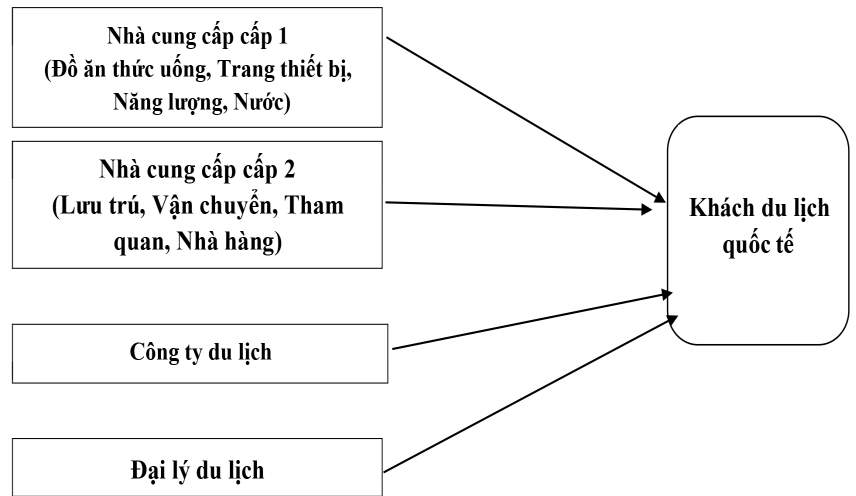 Nhà cung cấp cấp 1
(Đồ ăn thức uống, Trang thiết bị,
Năng lượng, Nước)
Nhà cung cấp cấp 2
(Lưu trú, Vận chuyển, Tham
quan, Nhà hàng)
Khách du lịch
quốc tế
Công ty du lịch
Đại lý du lịch